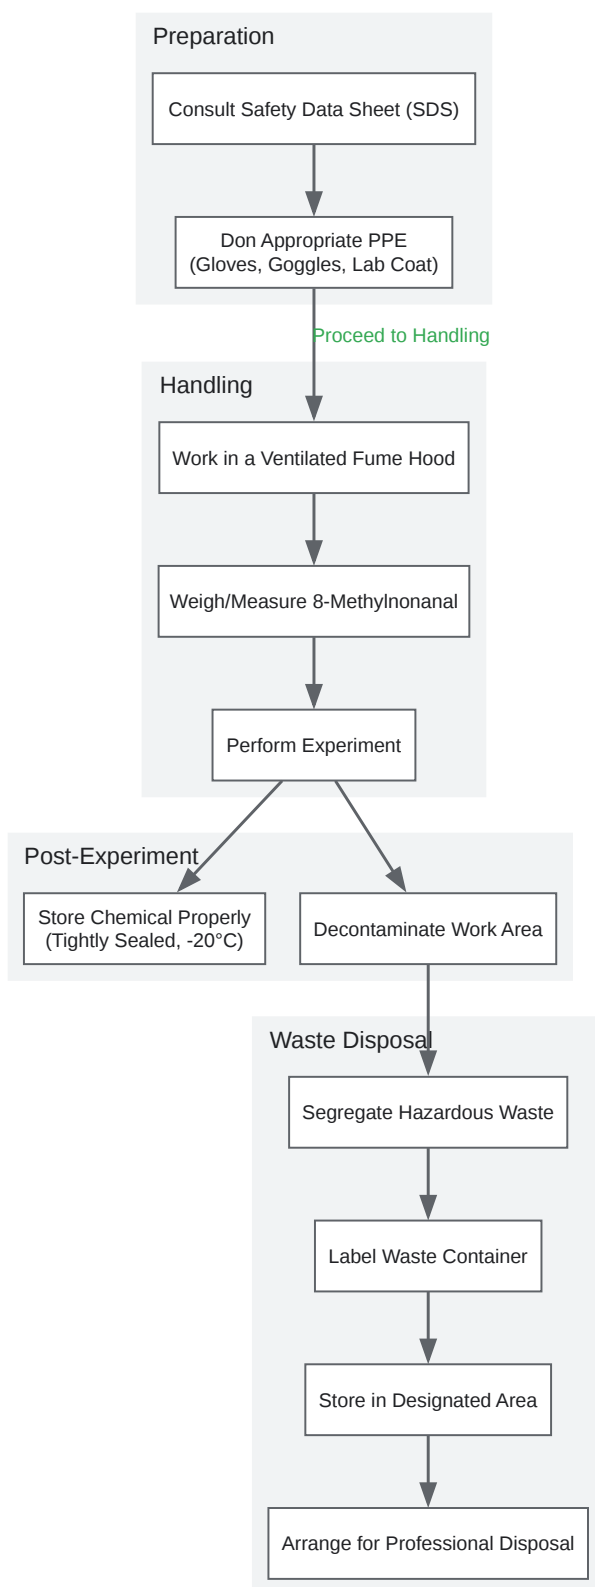 Preparation
Consult Safety Data Sheet (SDS)
Don Appropriate PPE
(Gloves, Goggles, Lab Coat)
Proceed to Handling
Handling
Work in a Ventilated Fume Hood
Weigh/Measure 8-Methylnonanal
Perform Experiment
Post-Experiment
Store Chemical Properly
(Tightly Sealed, -20°C)
Decontaminate Work Area
Waste Disposal
Segregate Hazardous Waste
Label Waste Container
Store in Designated Area
Arrange for Professional Disposal